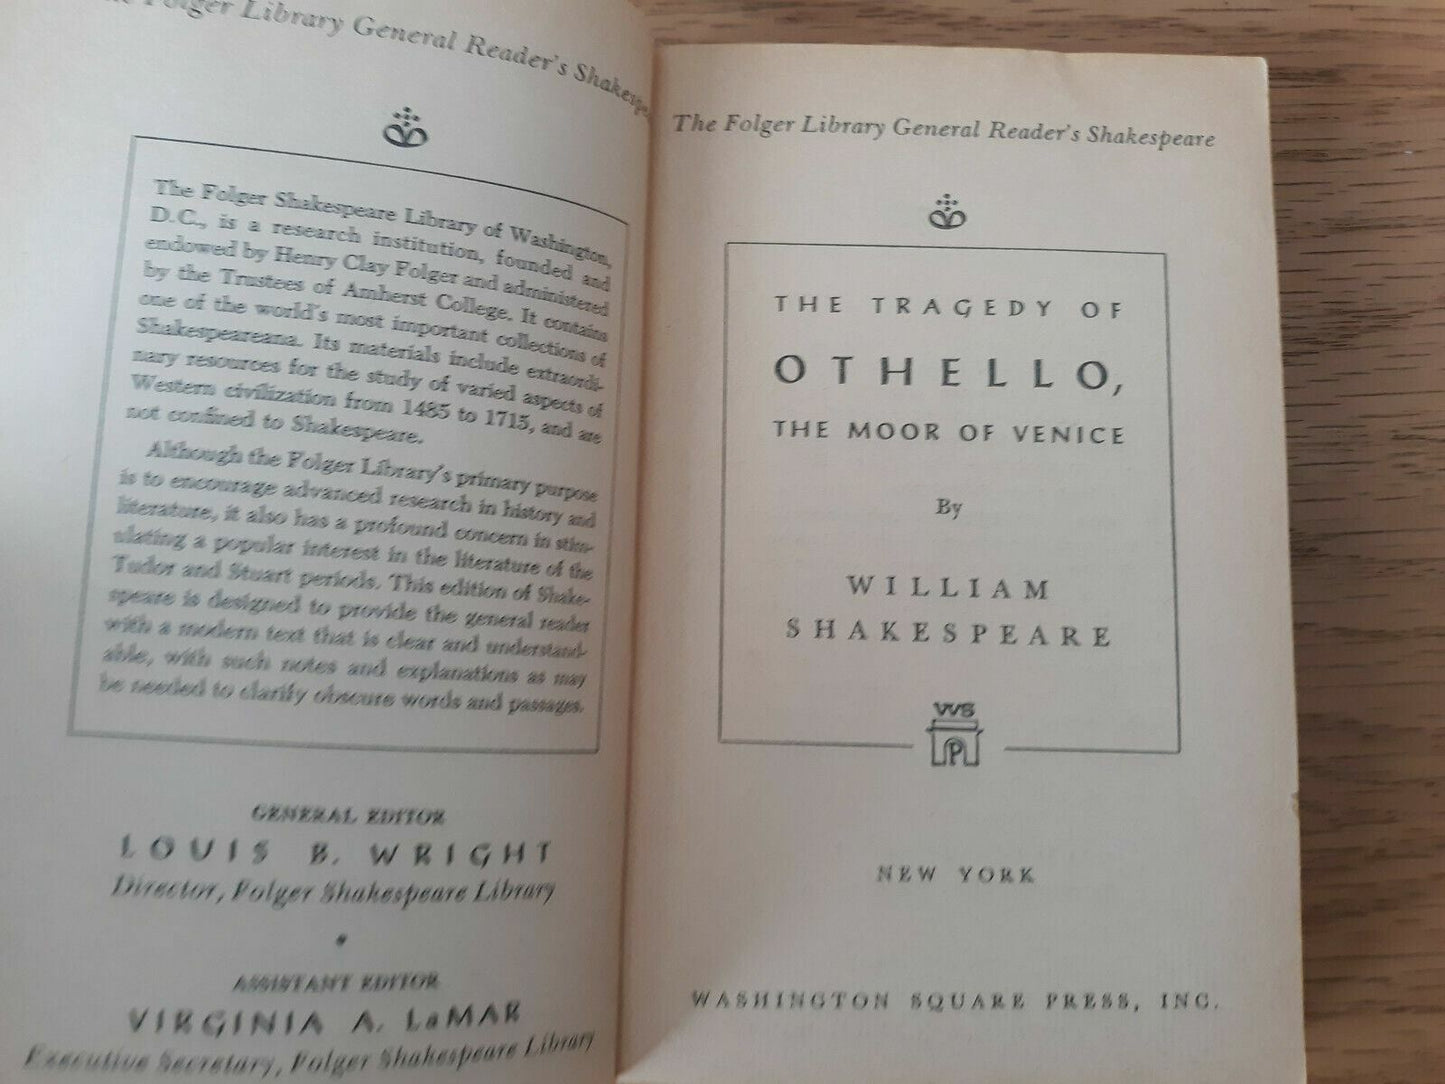 Folger Library General Reader's Shakespe
The Folger Shakespeare Library of Washington,
D.C., is a research institution, founded and
endowed by Henry Clay Folger and administered
by the Trustees of Amherst College. It contains
one of the world's most important collections of
Shakespeareana. Its materials include extraordi-
nary resources for the study of varied aspects of
Western civilization from 1485 to 1715, and are
not confined to Shakespeare.
Although the Folger Library's primary purpose
is to encourage advanced research in history and
literature, it also has a profound concern in stim-
ulating a popular interest in the literature of the
Tudor and Stuart periods. This edition of Shake-
speare is designed to provide the general reader
with a modern text that is clear and understand-
able, with such notes and explanations as may
be needed to clarify obscure words and passages.
GENERAL EDITOR
LOUIS B. WRIGHT
Director, Folger Shakespeare Library
ASSISTANT EDITOR
VIRGINIA A. LaMAR
Executive Secretary, Folger Shakespeare Library
The Folger Library General Reader's Shakespeare
THE TRAGEDY OF
OTHELLO,
THE MOOR OF VENICE
By
WILLIAM
SHAKESPEARE
WS
P
NEW YORK
WASHINGTON SQUARE PRESS, INC.